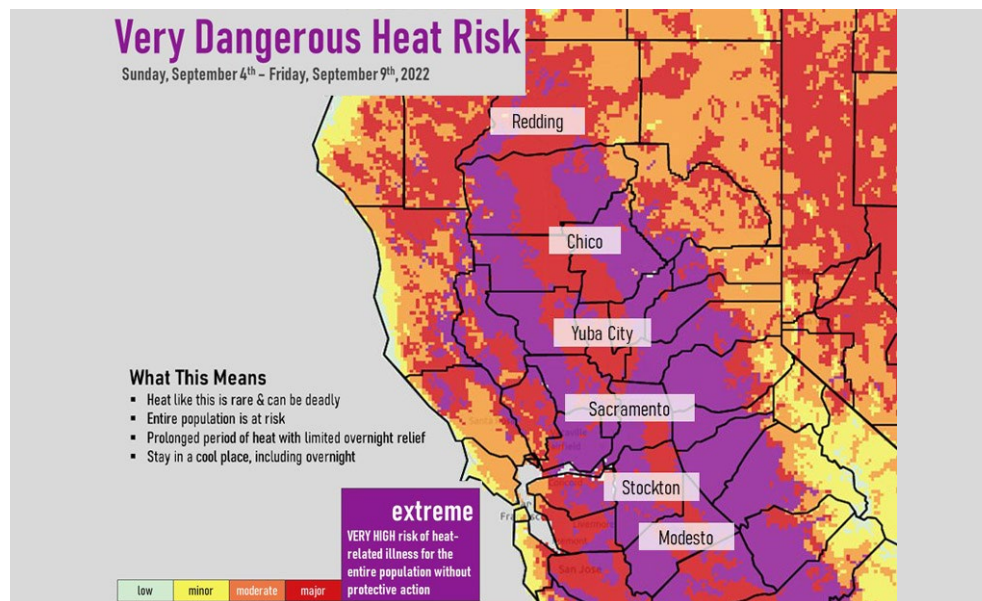 Very Dangerous Heat Risk
Sunday, September 4th – Friday, September 9th, 2022
Redding
Chico
Yuba City
Sacramento
Stockton
Modesto
San Jose
What This Means
▪ Heat like this is rare & can be deadly
▪ Entire population is at risk
▪ Prolonged period of heat with limited overnight relief
▪ Stay in a cool place, including overnight
extreme
VERY HIGH risk of heat-
related illness for the
entire population without
protective action
low minor moderate major